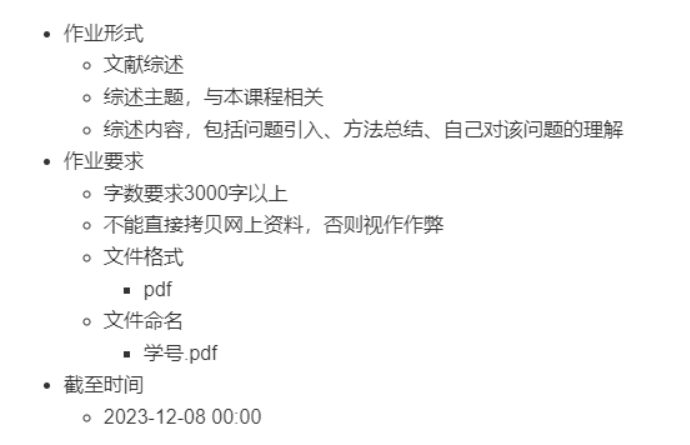 作业形式
文献综述
综述主题，与本课程相关
综述内容，包括问题引入、方法总结、自己对该问题的理解
作业要求
字数要求3000字以上
不能直接拷贝网上资料，否则视作作弊
文件格式
pdf
文件命名
学号.pdf
截至时间
2023-12-08 00:00